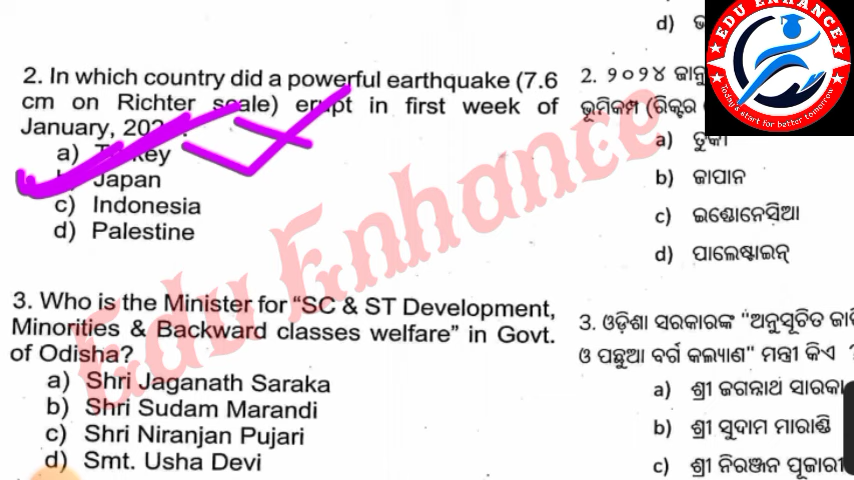 2. In which country did a powerful earthquake (7.6
cm on Richter scale) erupt in first week of
January, 202
a) Turkey
b) Japan
c) Indonesia
d) Palestine
3. Who is the Minister for “SC & ST Development,
Minorities & Backward classes welfare” in Govt.
of Odisha?
a) Shri Jaganath Saraka
b) Shri Sudam Marandi
c) Shri Niranjan Pujari
d) Smt. Usha Devi
d)
2. ୨୦୨୪
ଭୂମିକମ୍ପ
a) ତୁର୍କୀ
b) ଜାପାନ
c) ଇଣ୍ଡୋନେସିଆ
d) ପାଲେଷ୍ଟାଇନ୍
3. ଓଡ଼ିଶା ସରକାରଙ୍କ "ଅନୁସୂଚିତ
ଓ ପଛୁଆ ବର୍ଗ କଲ୍ୟାଣ" ମନ୍ତ୍ରୀ କିଏ ?
a) ଶ୍ରୀ ଜଗନ୍ନାଥ ସାରକା
b) ଶ୍ରୀ ସୁଦାମ ମାରାଣ୍ଡି
c) ଶ୍ରୀ ନିରଞ୍ଜନ ପୂଜାରୀ
EDU ENHANCE
Today's start for better tomorrow
Edu Enhance